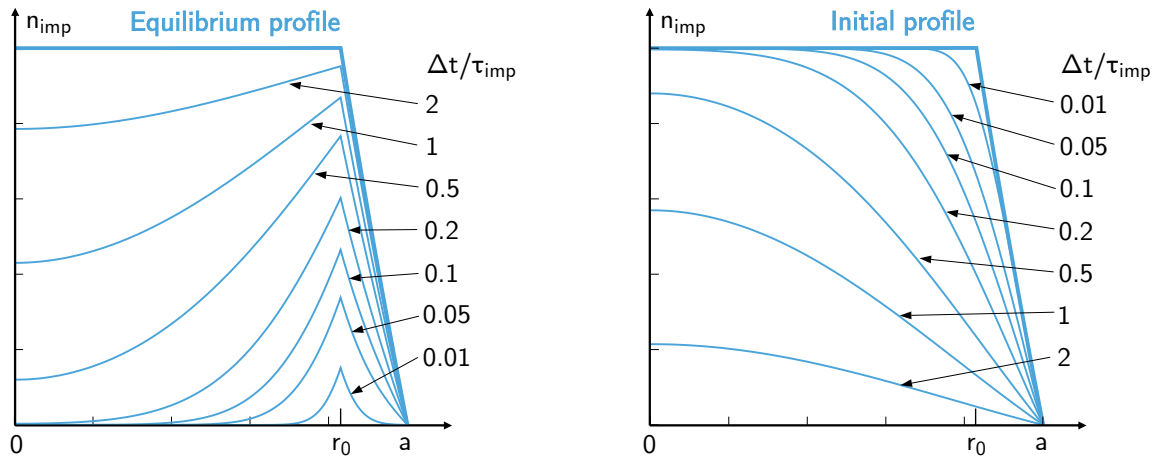 n_imp
Equilibrium profile
Δt/τ_imp
2
1
0.5
0.2
0.1
0.05
0.01
0
r_0
a
n_imp
Initial profile
Δt/τ_imp
0.01
0.05
0.1
0.2
0.5
1
2
0
r_0
a